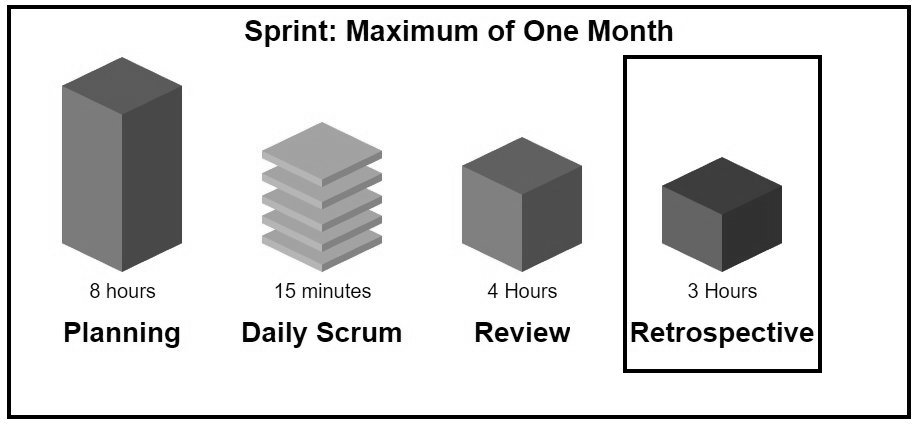 Sprint: Maximum of One Month
8 hours
15 minutes
4 Hours
3 Hours
Planning
Daily Scrum
Review
Retrospective